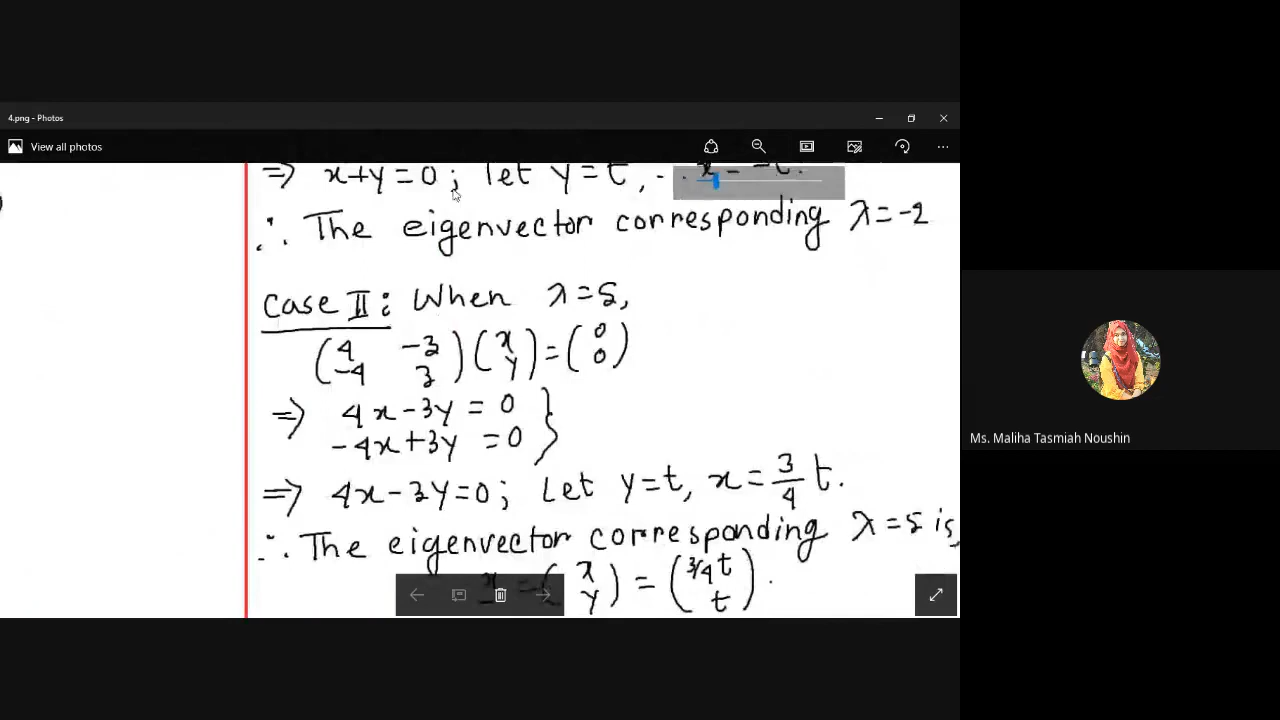 4.png - Photos
View all photos
⇒ x+y=0; let y=t, ∴ x = -t.
∴ The eigenvector corresponding λ=-2
Case II: When λ=5,
(4 -3) (x) = (0)
(-4 3) (y) (0)
⇒ 4x-3y = 0 }
-4x+3y = 0
⇒ 4x-3y=0; Let y=t, x = 3/4 t.
∴ The eigenvector corresponding λ=5 is,
x = (x) = (3/4t).
(y) (t)
Ms. Maliha Tasmiah Noushin